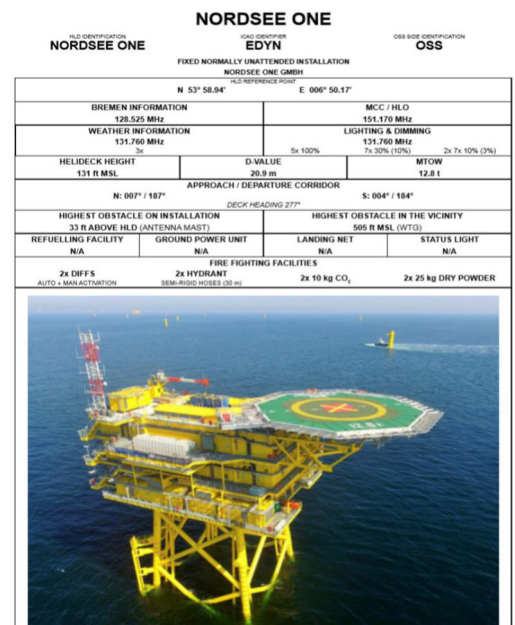 NORDSEE ONE
HLD IDENTIFICATION
NORDSEE ONE
ICAO IDENTIFIER
EDYN
OSS SIDE IDENTIFICATION
OSS
FIXED NORMALLY UNATTENDED INSTALLATION
NORDSEE ONE GMBH
HLD REFERENCE POINT
N 53° 58.94' E 006° 50.17'
BREMEN INFORMATION
128.525 MHz
MCC / HLO
151.170 MHz
WEATHER INFORMATION
131.760 MHz
3x
LIGHTING & DIMMING
131.760 MHz
5x 100% 7x 30% (10%) 2x 7x 10% (3%)
HELIDECK HEIGHT
131 ft MSL
D-VALUE
20.9 m
MTOW
12.8 t
APPROACH / DEPARTURE CORRIDOR
N: 007° / 187° S: 004° / 184°
DECK HEADING 277°
HIGHEST OBSTACLE ON INSTALLATION
33 ft ABOVE HLD (ANTENNA MAST)
HIGHEST OBSTACLE IN THE VICINITY
505 ft MSL (WTG)
REFUELLING FACILITY
N/A
GROUND POWER UNIT
N/A
LANDING NET
N/A
STATUS LIGHT
N/A
FIRE FIGHTING FACILITIES
2x DIFFS
AUTO + MAN ACTIVATION
2x HYDRANT
SEMI-RIGID HOSES (30 m)
2x 10 kg CO₂
2x 25 kg DRY POWDER
12.8t